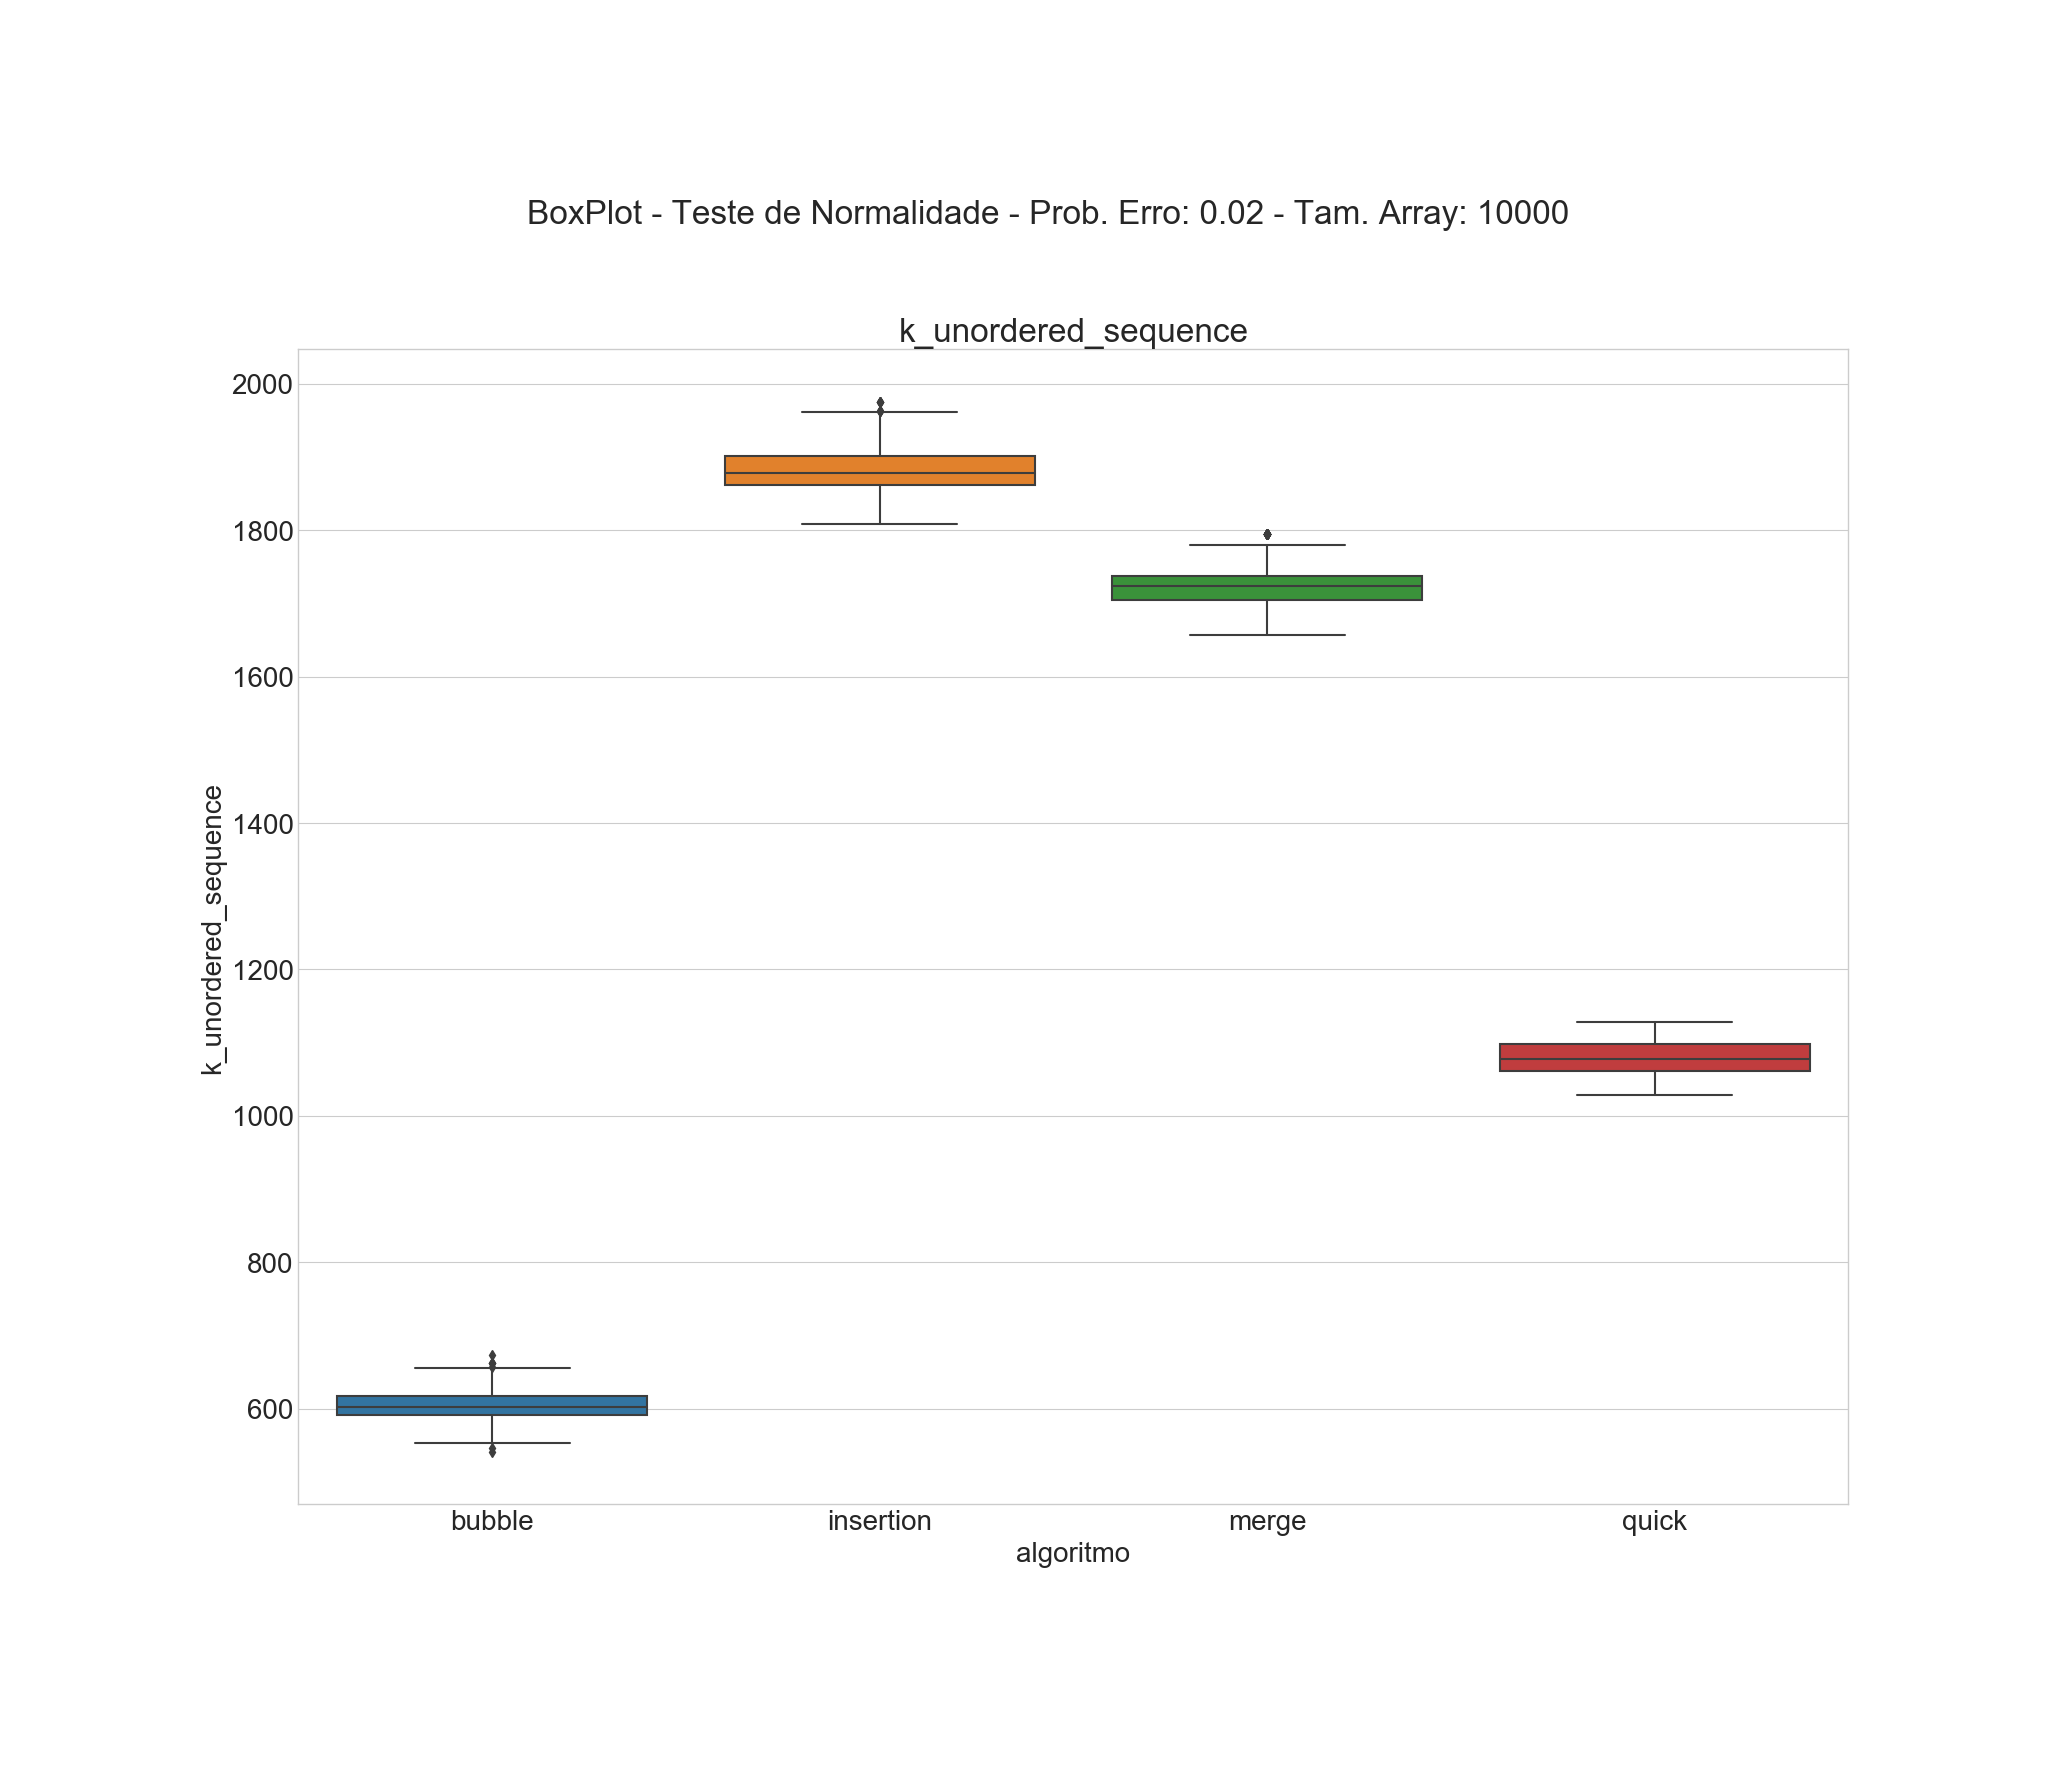 BoxPlot - Teste de Normalidade - Prob. Erro: 0.02 - Tam. Array: 10000
k_unordered_sequence
2000
1800
1600
1400
1200
1000
800
600
k_unordered_sequence
bubble insertion merge quick
algoritmo